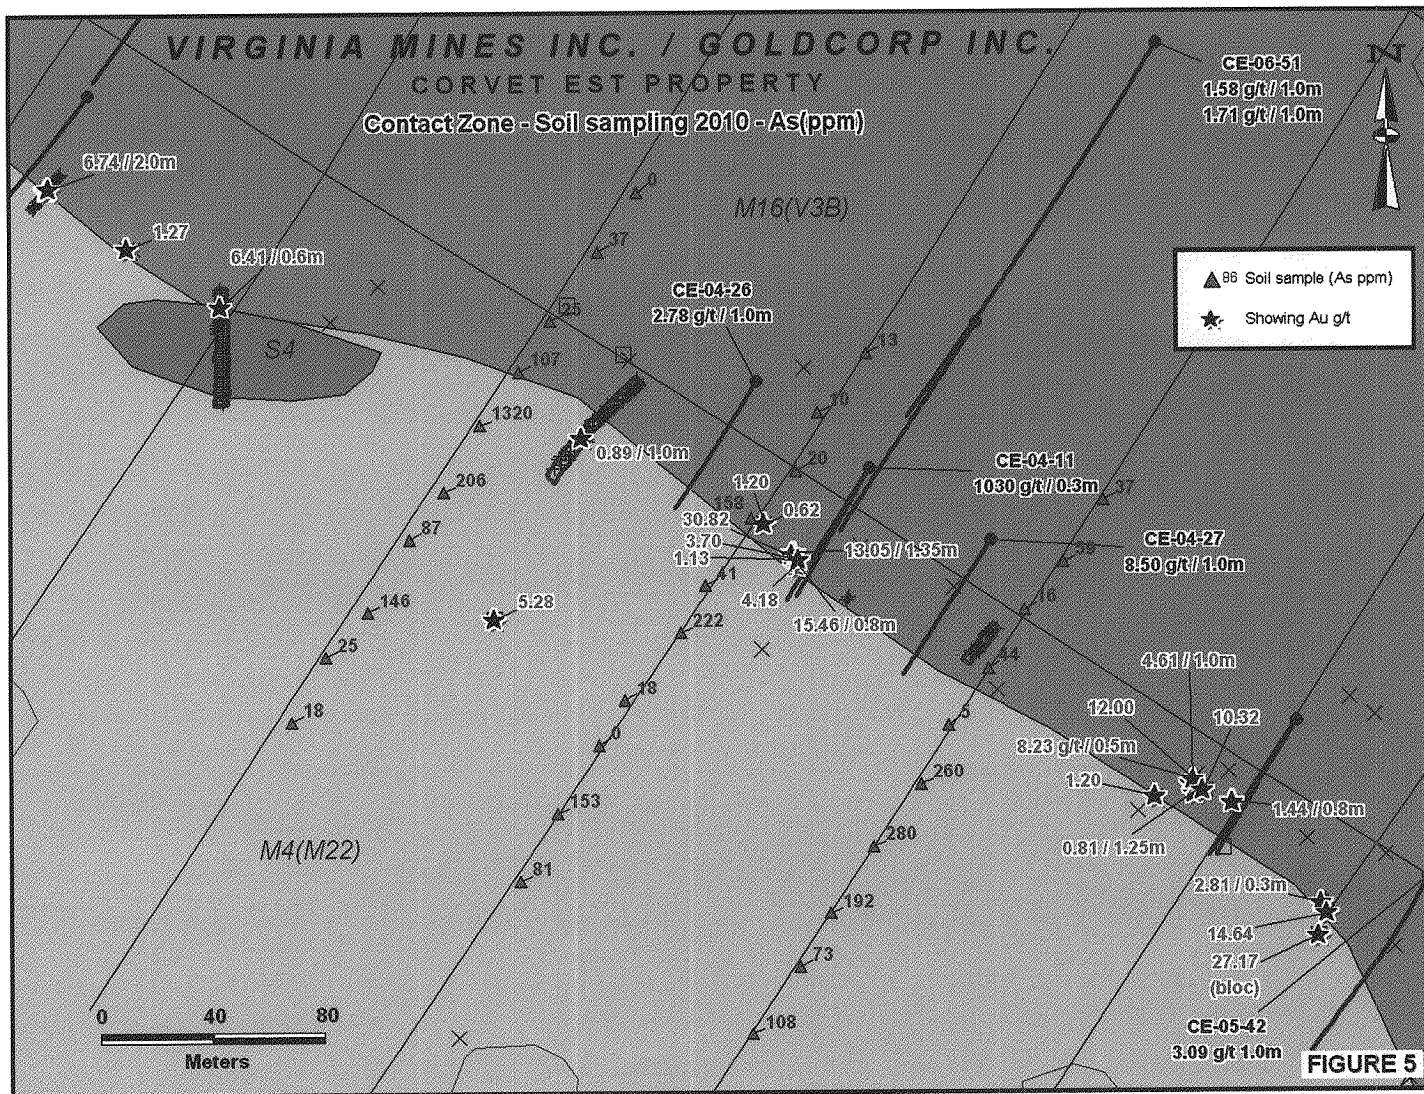 VIRGINIA MINES INC. / GOLDCORP INC.
CORVET EST PROPERTY
Contact Zone - Soil sampling 2010 - As(ppm)
CE-06-51
1.58 g/t / 1.0m
1.71 g/t / 1.0m
N
6.74 / 2.0m
0
M16(V3B)
1.27
6.41 / 0.6m
37
86 Soil sample (As ppm)
Showing Au g/t
CE-04-26
2.78 g/t / 1.0m
25
S4
107
13
1320
10
0.89 / 1.0m
CE-04-11
1030 g/t / 0.3m
20
206
1.20
37
158
0.62
30.82
87
3.70
13.05 / 1.35m
CE-04-27
8.50 g/t / 1.0m
1.13
39
41
4.18
5.28
146
16
222
15.46 / 0.8m
25
44
4.61 / 1.0m
18
18
12.00
10.32
5
0
8.23 g/t / 0.5m
260
1.20
153
1.44 / 0.8m
280
0.81 / 1.25m
M4(M22)
81
2.81 / 0.3m
192
14.64
73
27.17
(bloc)
0 40 80
Meters
108
CE-05-42
3.09 g/t 1.0m
FIGURE 5